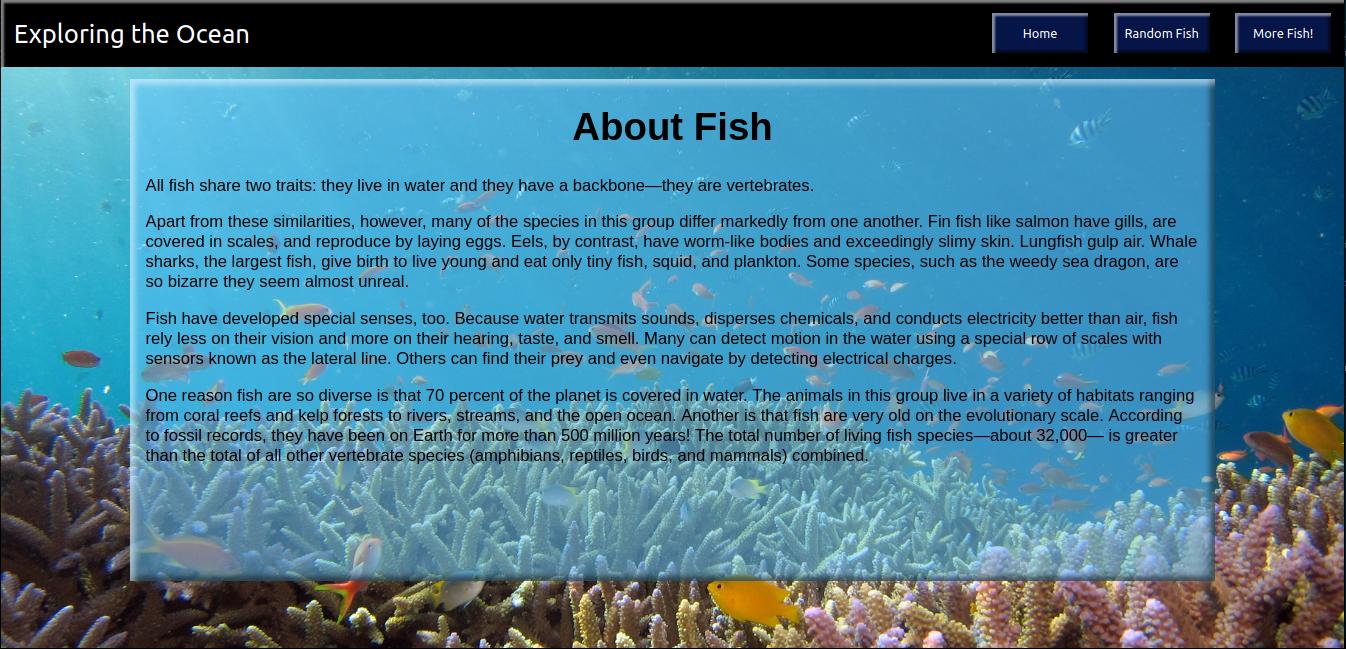 Exploring the Ocean
Home
Random Fish
More Fish!
About Fish
All fish share two traits: they live in water and they have a backbone—they are vertebrates.
Apart from these similarities, however, many of the species in this group differ markedly from one another. Fin fish like salmon have gills, are
covered in scales, and reproduce by laying eggs. Eels, by contrast, have worm-like bodies and exceedingly slimy skin. Lungfish gulp air. Whale
sharks, the largest fish, give birth to live young and eat only tiny fish, squid, and plankton. Some species, such as the weedy sea dragon, are
so bizarre they seem almost unreal.
Fish have developed special senses, too. Because water transmits sounds, disperses chemicals, and conducts electricity better than air, fish
rely less on their vision and more on their hearing, taste, and smell. Many can detect motion in the water using a special row of scales with
sensors known as the lateral line. Others can find their prey and even navigate by detecting electrical charges.
One reason fish are so diverse is that 70 percent of the planet is covered in water. The animals in this group live in a variety of habitats ranging
from coral reefs and kelp forests to rivers, streams, and the open ocean. Another is that fish are very old on the evolutionary scale. According
to fossil records, they have been on Earth for more than 500 million years! The total number of living fish species—about 32,000— is greater
than the total of all other vertebrate species (amphibians, reptiles, birds, and mammals) combined.